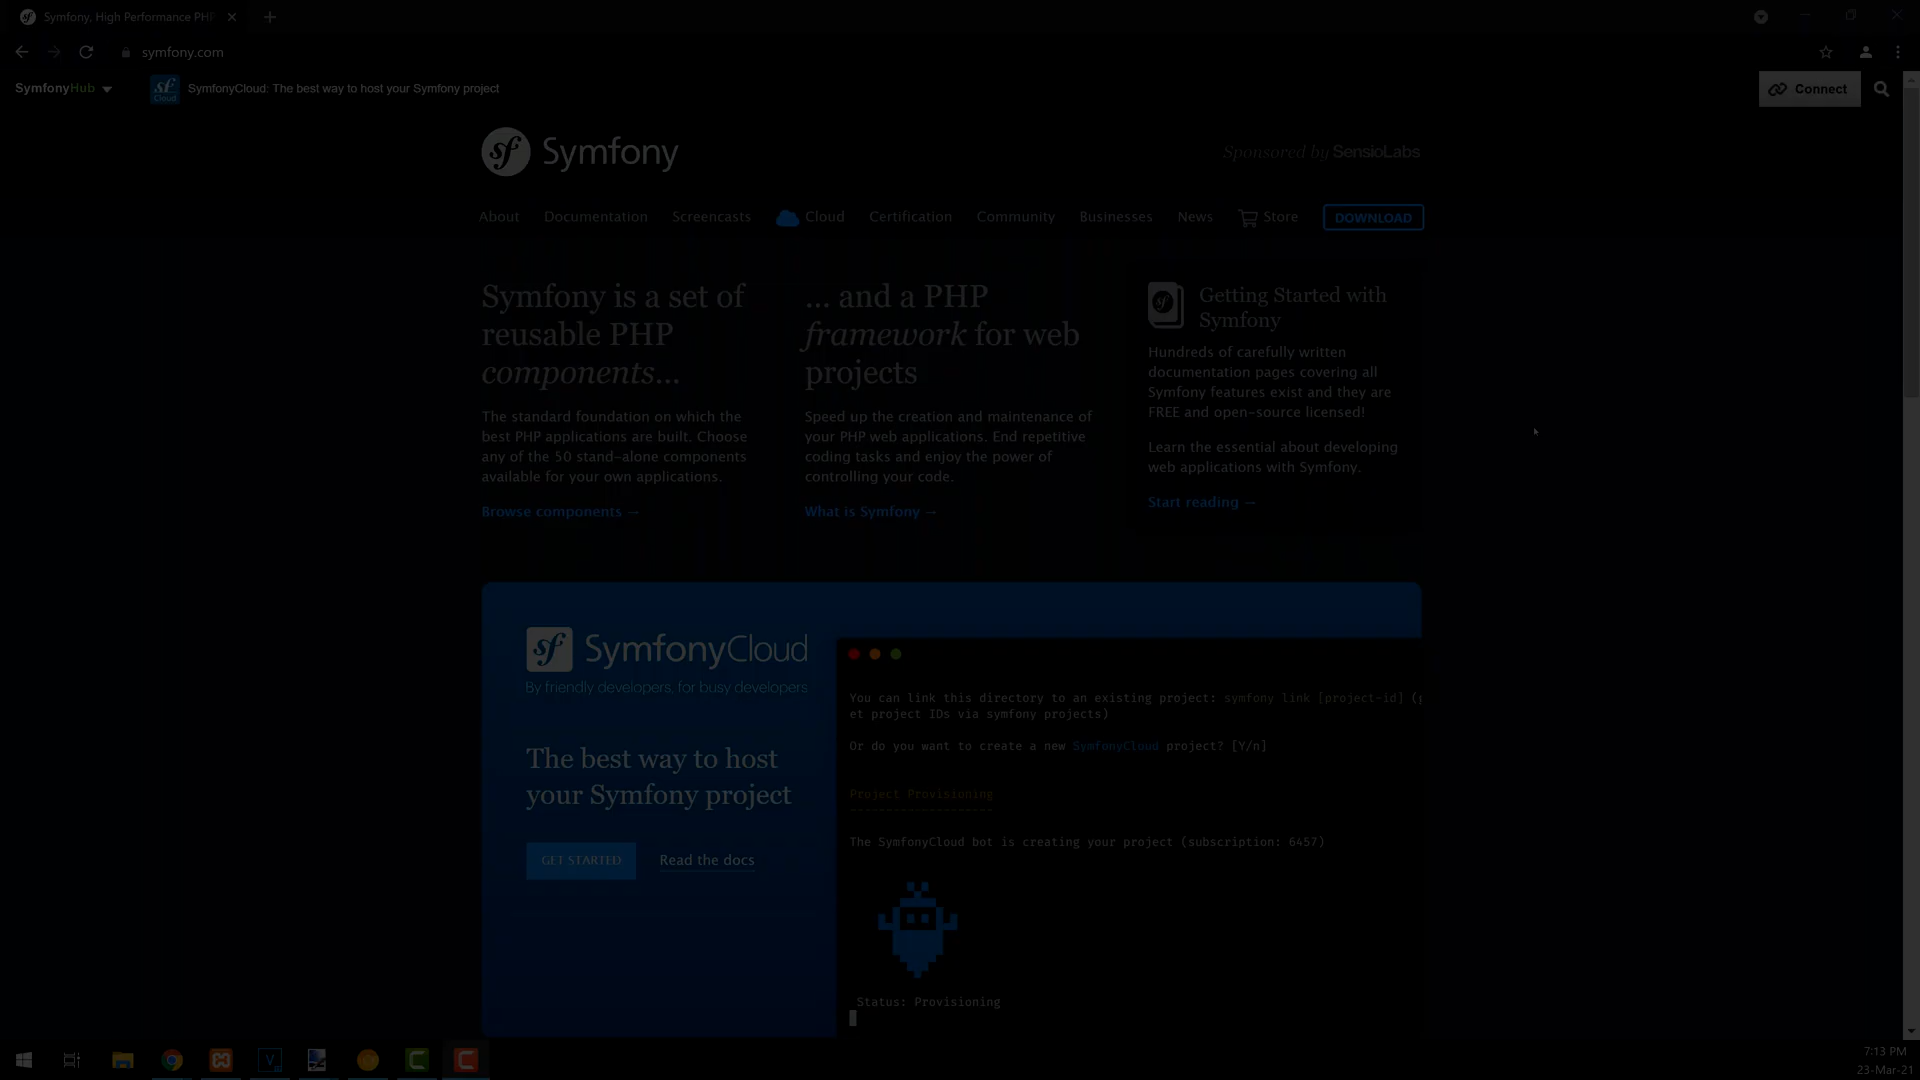 Symfony, High Performance PHP
symfony.com
SymfonyHub
sf Cloud
SymfonyCloud: The best way to host your Symfony project
Connect
sf Symfony
Sponsored by SensioLabs
About Documentation Screencasts Cloud Certification Community Businesses News Store DOWNLOAD
Symfony is a set of
reusable PHP
components...
The standard foundation on which the
best PHP applications are built. Choose
any of the 50 stand-alone components
available for your own applications.
Browse components →
... and a PHP
framework for web
projects
Speed up the creation and maintenance of
your PHP web applications. End repetitive
coding tasks and enjoy the power of
controlling your code.
What is Symfony →
Getting Started with
Symfony
Hundreds of carefully written
documentation pages covering all
Symfony features exist and they are
FREE and open-source licensed!
Learn the essential about developing
web applications with Symfony.
Start reading →
sf SymfonyCloud
By friendly developers, for busy developers
The best way to host
your Symfony project
GET STARTED Read the docs
You can link this directory to an existing project: symfony link [project-id] (g
et project IDs via symfony projects)
Or do you want to create a new SymfonyCloud project? [Y/n]
Project Provisioning
--------------------
The SymfonyCloud bot is creating your project (subscription: 6457)
Status: Provisioning
7:13 PM
23-Mar-21